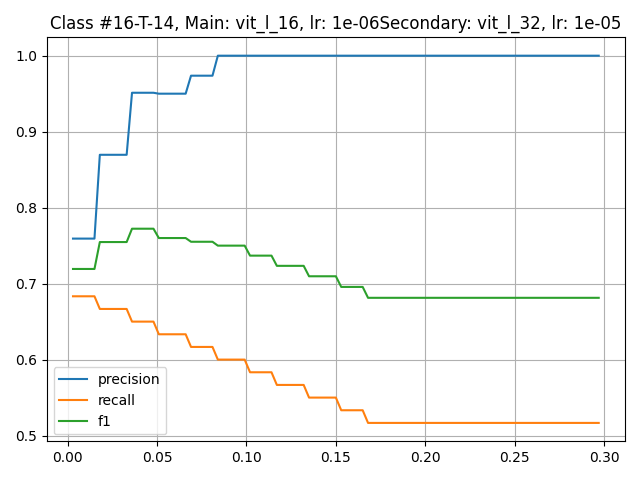 Class #16-T-14, Main: vit_l_16, lr: 1e-06Secondary: vit_l_32, lr: 1e-05
1.0
0.9
0.8
0.7
0.6
0.5
precision
recall
f1
0.00 0.05 0.10 0.15 0.20 0.25 0.30